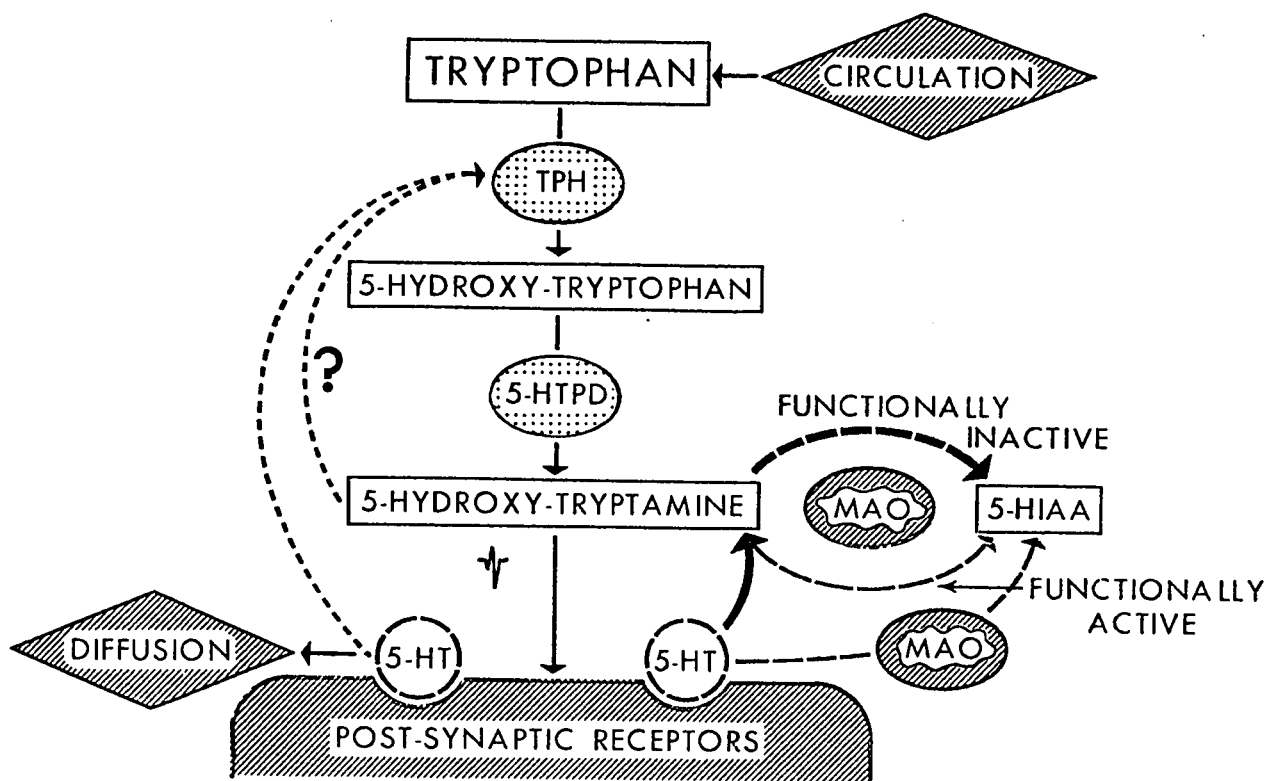 TRYPTOPHAN
CIRCULATION
TPH
5-HYDROXY-TRYPTOPHAN
?
5-HTPD
FUNCTIONALLY
INACTIVE
5-HYDROXY-TRYPTAMINE
MAO
5-HIAA
FUNCTIONALLY
ACTIVE
DIFFUSION
5-HT
5-HT
MAO
POST-SYNAPTIC RECEPTORS